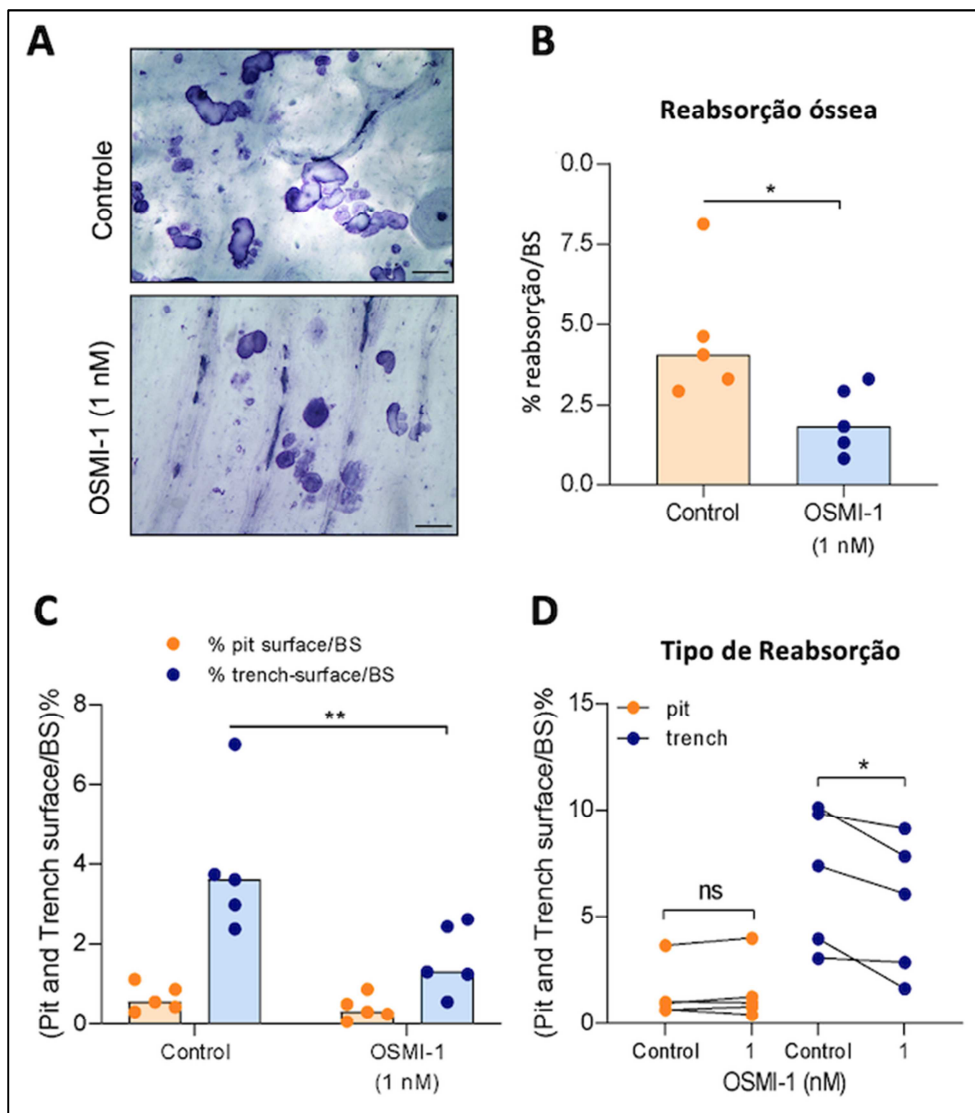 A
Controle
OSMI-1 (1 nM)
B
Reabsorção óssea
% reabsorção/BS
0.0
7.5
5.0
2.5
0.0
*
Control
OSMI-1
(1 nM)
C
% pit surface/BS
% trench-surface/BS
(Pit and Trench surface/BS)%
8
6
4
2
0
**
Control
OSMI-1
(1 nM)
D
Tipo de Reabsorção
(Pit and Trench surface/BS)%
15
10
5
0
pit
trench
ns
*
Control
1
Control
1
OSMI-1 (nM)